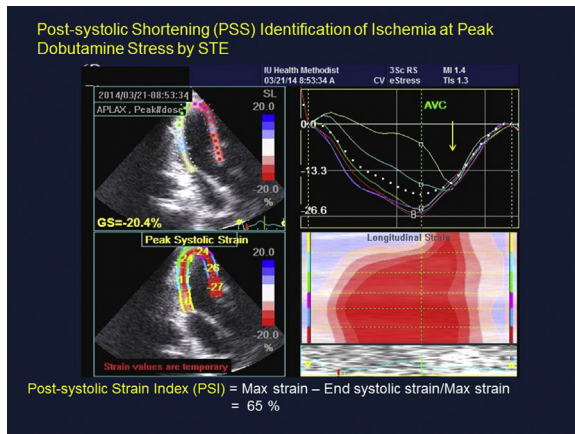 Post-systolic Shortening (PSS) Identification of Ischemia at Peak
Dobutamine Stress by STE
IU Health Methodist
03/21/14 8:53:34 A
3Sc RS
CV eStress
MI 1.4
TIs 1.3
2014/03/21-08:53:34
APLAX, Peak#dose
SL
20.0
-20.0
%
GS=-20.4%
AVC
0.0
-13.3
-26.6
Peak Systolic Strain
20.0
-24
-26
-27
-20.0
%
Strain values are temporary
Longitudinal Strain
Post-systolic Strain Index (PSI) = Max strain – End systolic strain/Max strain
= 65 %